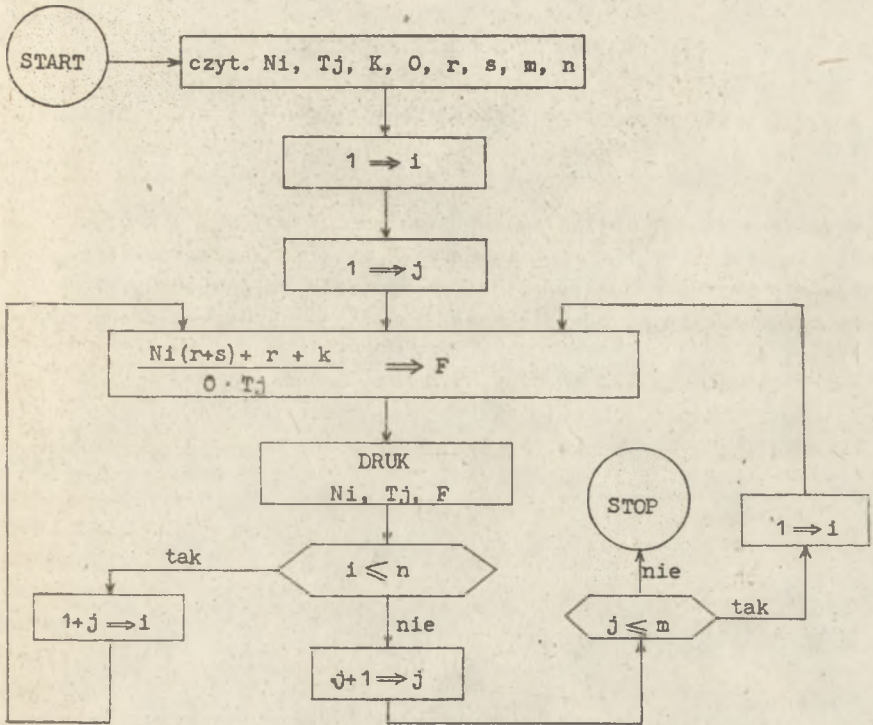 START
czyt. Ni, Tj, K, O, r, s, m, n
1 ⟹ i
1 ⟹ j
Ni(r+s)+ r + k
O · Tj
⟹ F
DRUK
Ni, Tj, F
STOP
1 ⟹ i
tak
i ⩽ n
nie
1+j ⟹ i
nie
j ⩽ m
tak
j+1 ⟹ j